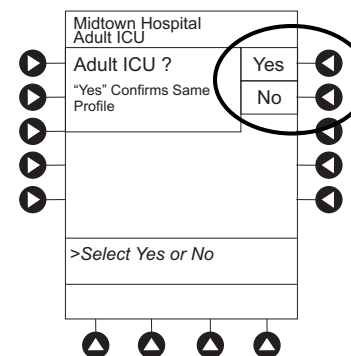 Midtown Hospital
Adult ICU
Adult ICU ?
Yes
“Yes” Confirms Same
Profile
No
>Select Yes or No